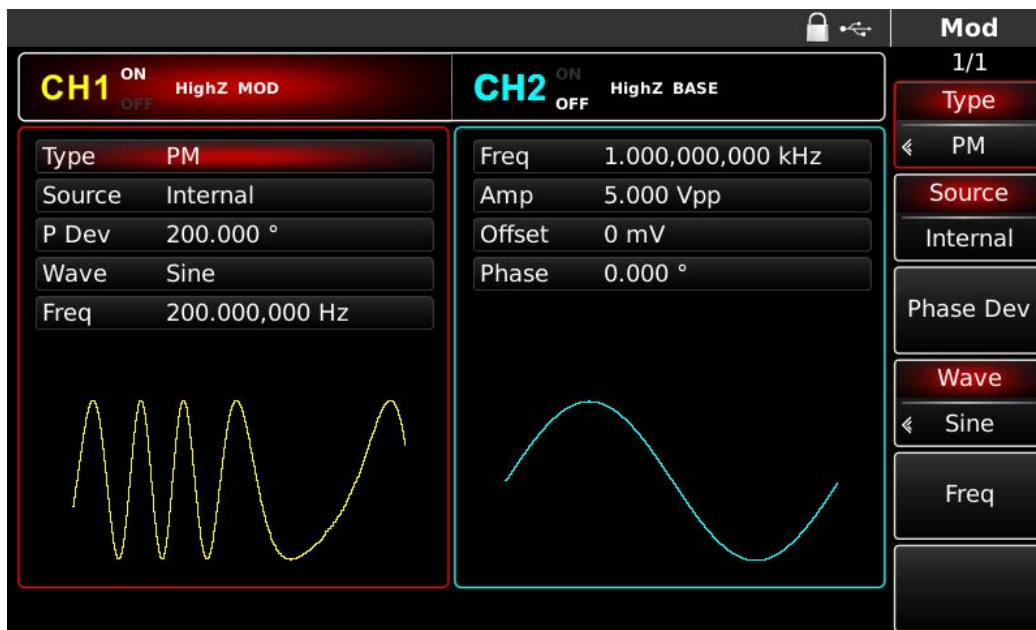 Mod
1/1
CH1 ON OFF HighZ MOD
CH2 ON OFF HighZ BASE
Type PM
Source Internal
P Dev 200.000 °
Wave Sine
Freq 200.000,000 Hz
Freq 1.000,000,000 kHz
Amp 5.000 Vpp
Offset 0 mV
Phase 0.000 °
Type
PM
Source
Internal
Phase Dev
Wave
Sine
Freq